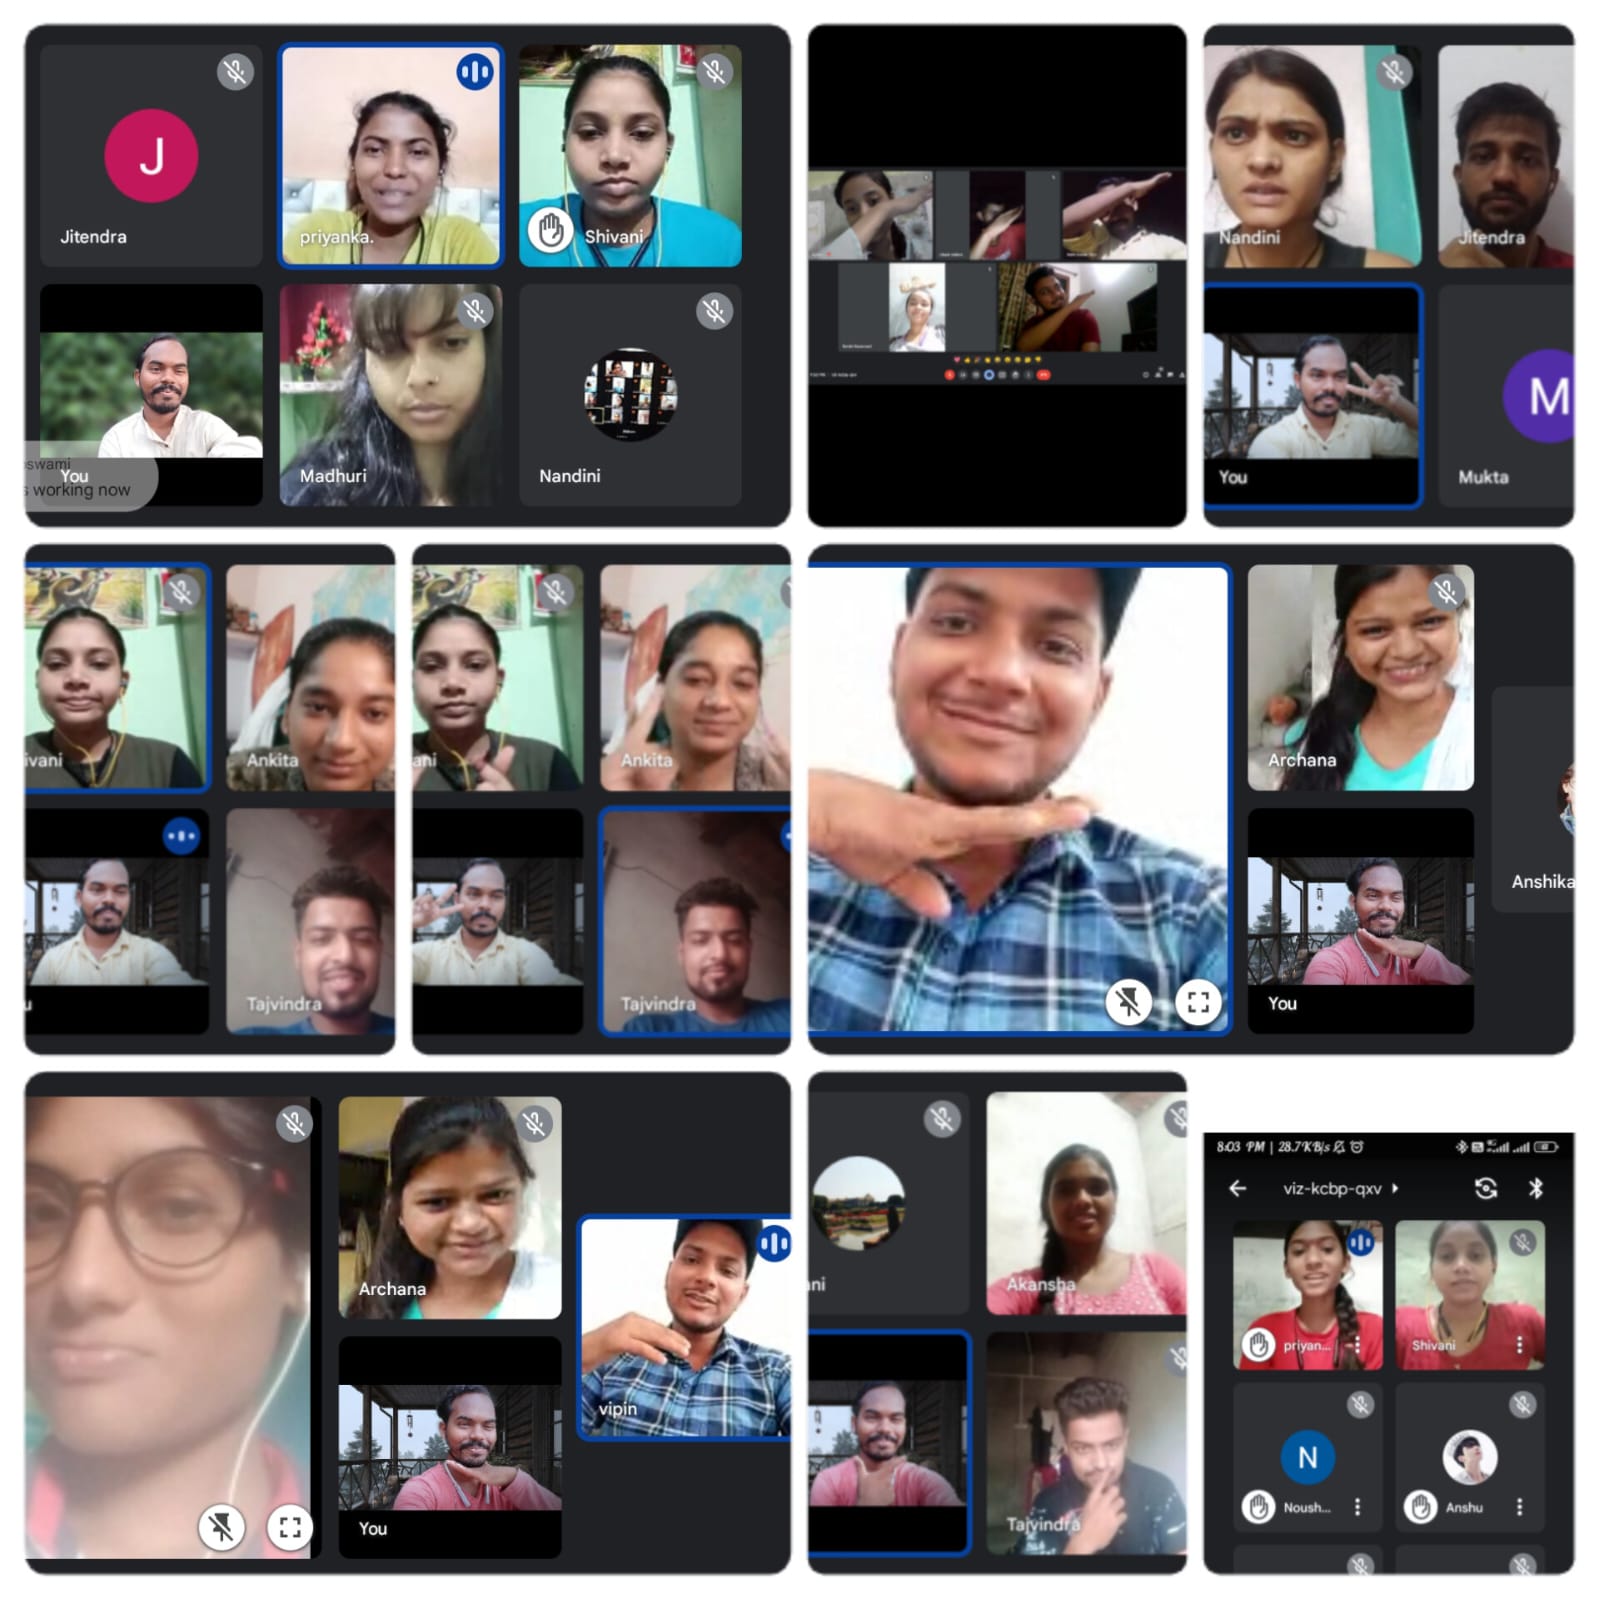 J
Jitendra
priyanka.
Shivani
swami
You
s working now
Madhuri
Nandini
Nandini
Jitendra
You
M
Mukta
ivani
Ankita
u
Tajvindra
ani
Ankita
Tajvindra
Archana
You
Anshika
Archana
You
vipin
ni
Akansha
Tajvindra
8:03 PM | 28.7KB/s
viz-kcbp-qxv
priyan...
Shivani
N
Noush...
Anshu